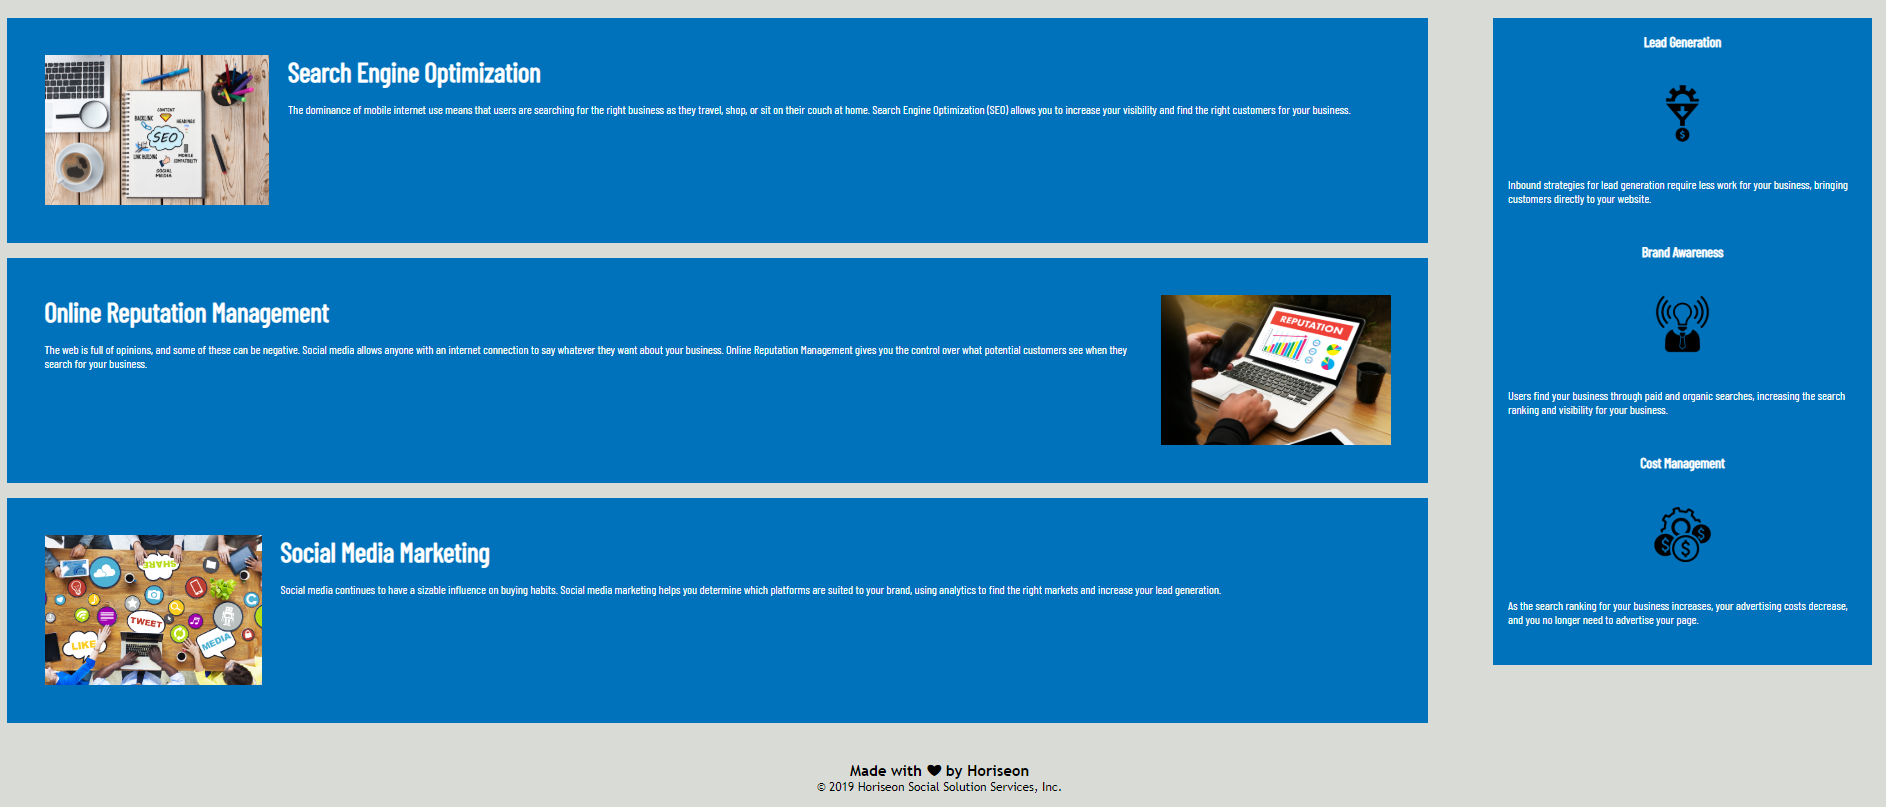 Search Engine Optimization
The dominance of mobile internet use means that users are searching for the right business as they travel, shop, or sit on their couch at home. Search Engine Optimization (SEO) allows you to increase your visibility and find the right customers for your business.
CONTENT
BACKLINK
HEADINGS
SEO
LINK BUILDING
MOBILE COMPATIBILITY
SOCIAL
MEDIA
Online Reputation Management
The web is full of opinions, and some of these can be negative. Social media allows anyone with an internet connection to say whatever they want about your business. Online Reputation Management gives you the control over what potential customers see when they
search for your business.
REPUTATION
Social Media Marketing
Social media continues to have a sizable influence on buying habits. Social media marketing helps you determine which platforms are suited to your brand, using analytics to find the right markets and increase your lead generation.
SHARE
TWEET
LIKE
MEDIA
Lead Generation
Inbound strategies for lead generation require less work for your business, bringing
customers directly to your website.
Brand Awareness
Users find your business through paid and organic searches, increasing the search
ranking and visibility for your business.
Cost Management
As the search ranking for your business increases, your advertising costs decrease,
and you no longer need to advertise your page.
Made with ♥ by Horiseon
© 2019 Horiseon Social Solution Services, Inc.